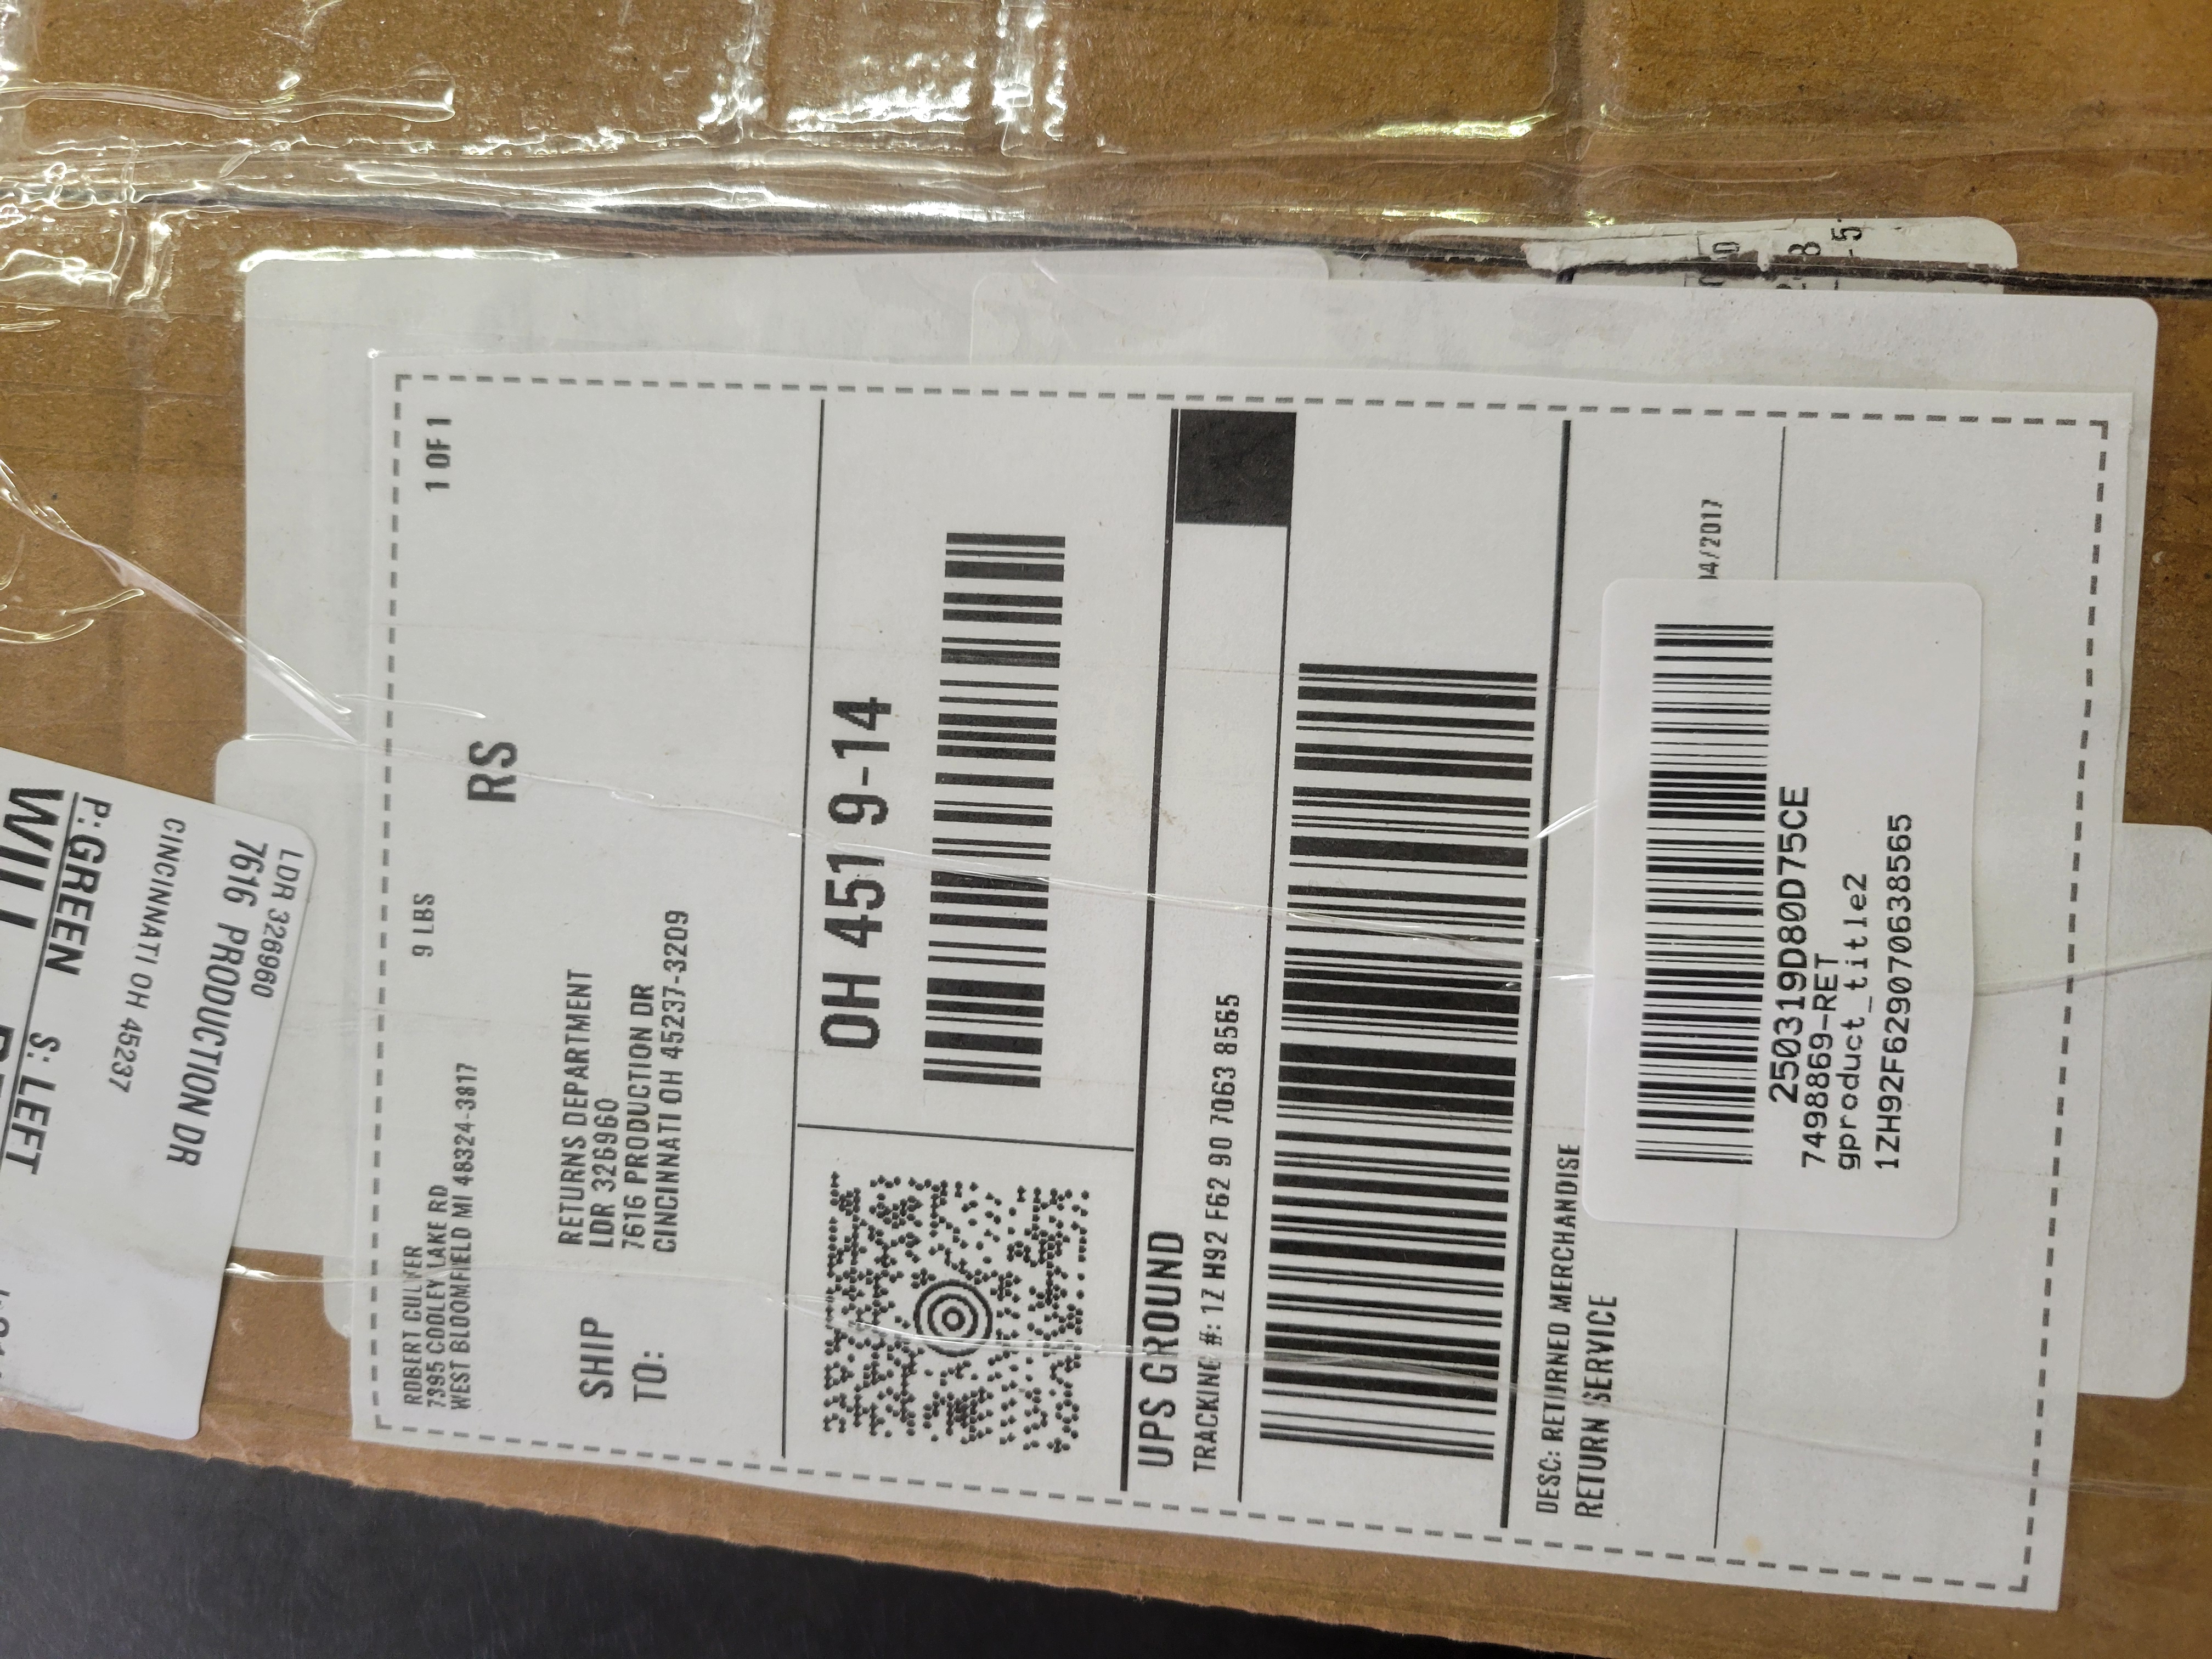 ROBERT CULVER
7395 COOLEY LAKE RD
WEST BLOOMFIELD MI 48324-3817
9 LBS
1 OF 1
RS
SHIP TO:
RETURNS DEPARTMENT
LDR 326960
7616 PRODUCTION DR
CINCINNATI OH 45237-3209
OH 451 9-14
UPS GROUND
TRACKING #: 1Z H92 F62 90 7063 8565
DESC: RETURNED MERCHANDISE
RETURN SERVICE
04/2017
250319D80D75CE
7498869-RET
gproduct_title2
1ZH92F629070638565
LDR 326960
7616 PRODUCTION DR
CINCINNATI OH 45237
P: GREEN S: LEFT